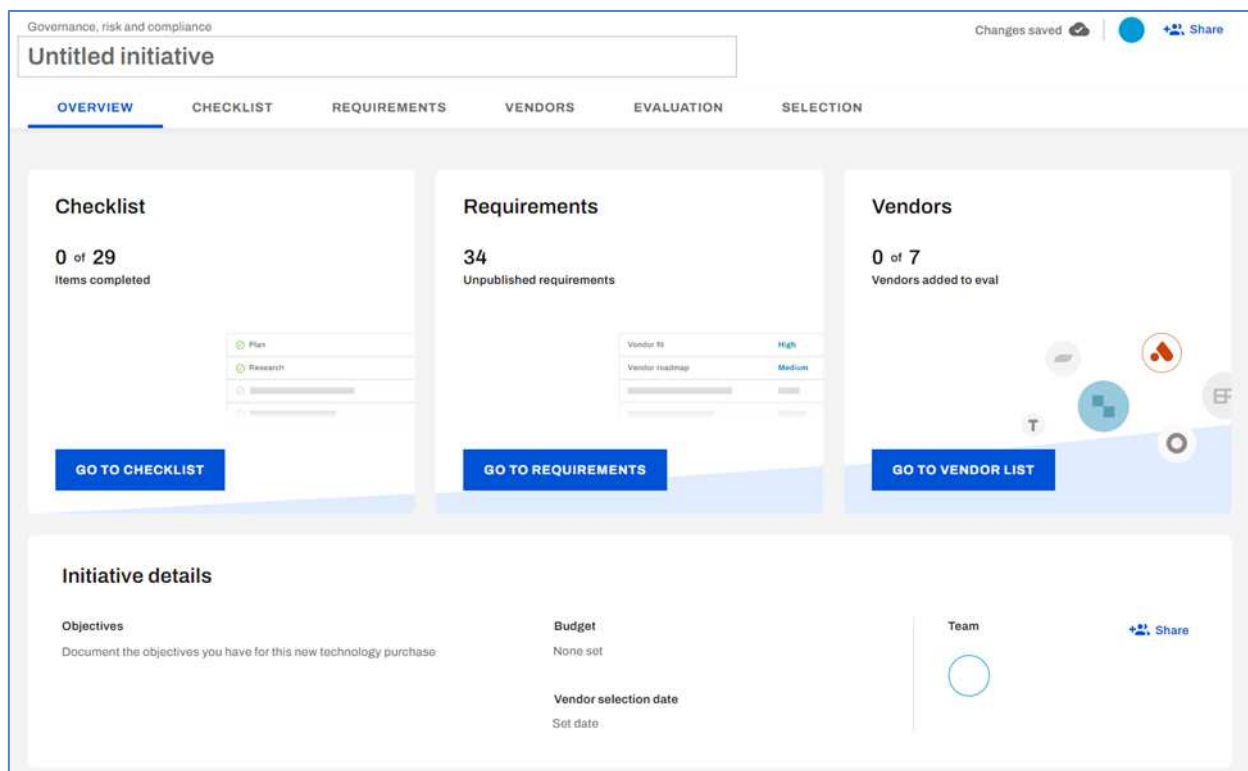 Governance, risk and compliance
Changes saved
Share
Untitled initiative
OVERVIEW CHECKLIST REQUIREMENTS VENDORS EVALUATION SELECTION
Checklist
0 of 29
Items completed
Plan
Research
GO TO CHECKLIST
Requirements
34
Unpublished requirements
Vendor fit High
Vendor roadmap Medium
GO TO REQUIREMENTS
Vendors
0 of 7
Vendors added to eval
T
GO TO VENDOR LIST
Initiative details
Objectives
Document the objectives you have for this new technology purchase
Budget
None set
Vendor selection date
Set date
Team
Share